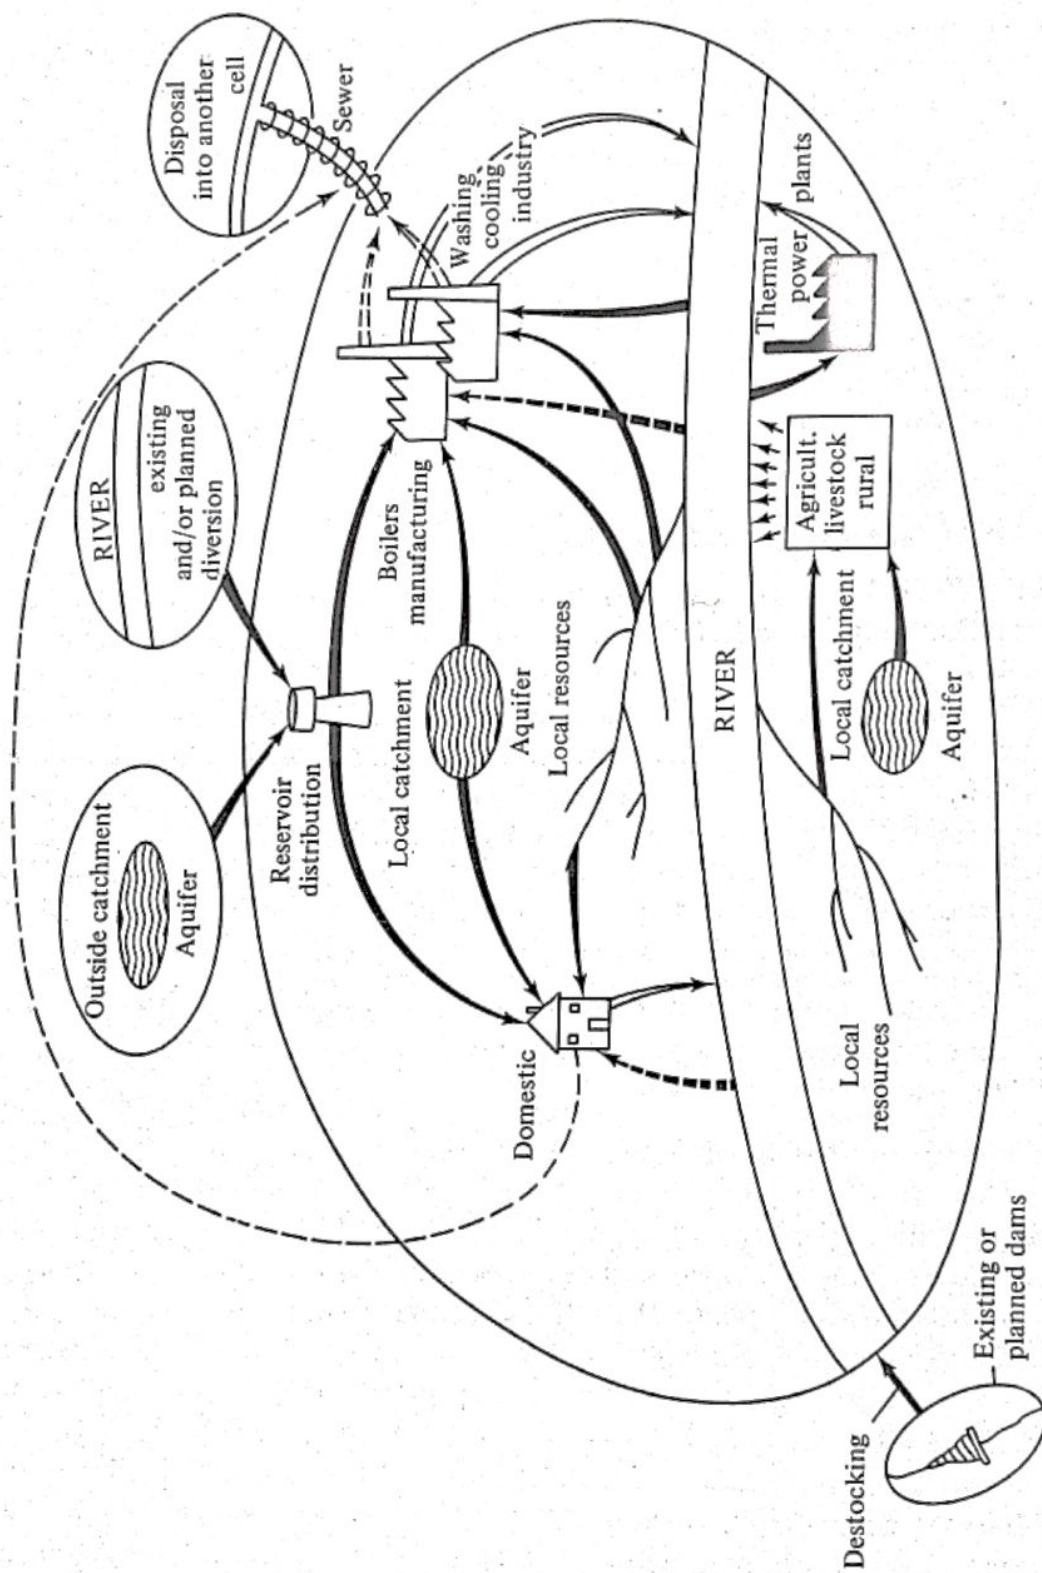 Disposal
into another
cell
Sewer
RIVER
existing
and/or planned
diversion
Outside catchment
Aquifer
Reservoir
distribution
Washing
cooling
industry
Boilers
manufacturing
Local catchment
Aquifer
Local resources
Domestic
RIVER
Thermal
power
plants
Agricult.
livestock
rural
Local catchment
Aquifer
Local
resources
Destocking
Existing or
planned dams